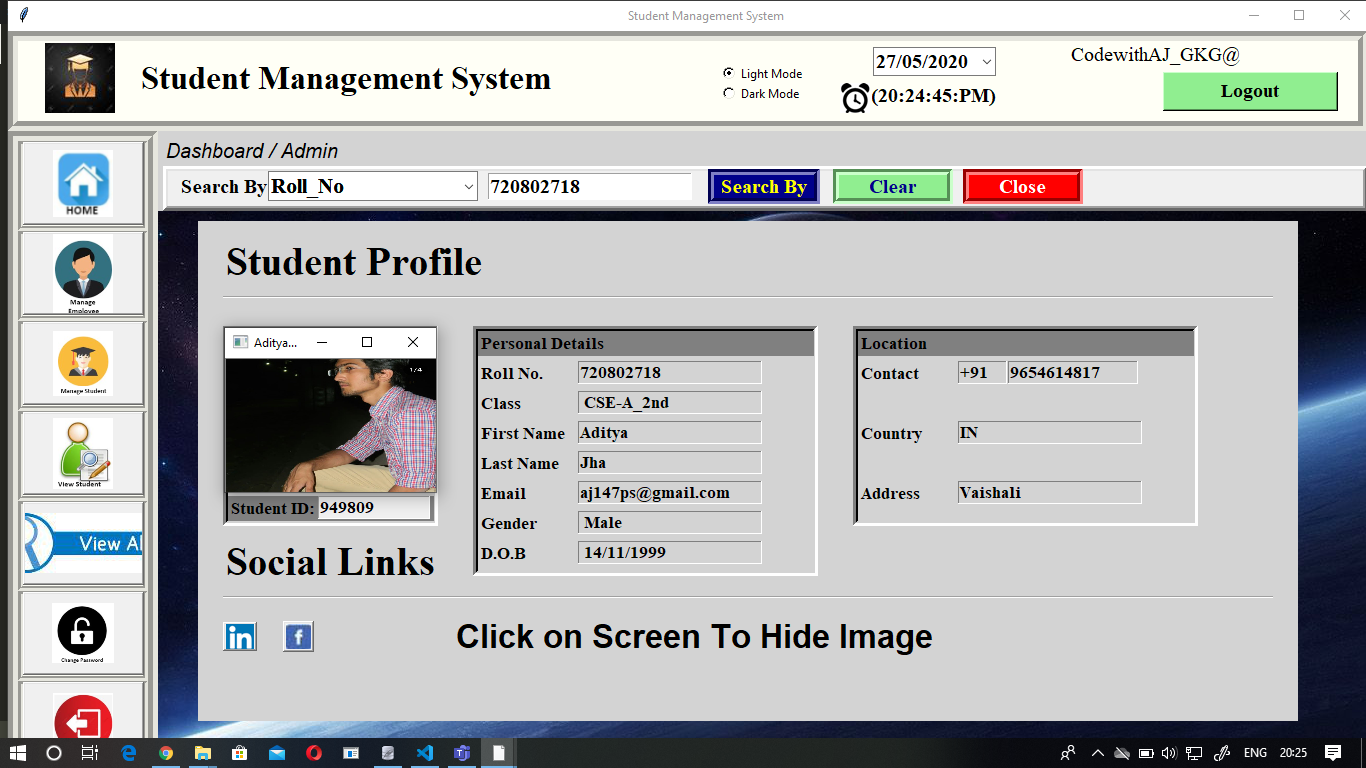 Student Management System
Student Management System
Light Mode
Dark Mode
27/05/2020
(20:24:45:PM)
CodewithAJ_GKG@
Logout
HOME
Manage
Employee
Manage Student
View Student
View Al
Change Password
Dashboard / Admin
Search By Roll_No 720802718 Search By Clear Close
Student Profile
Aditya...
1/4
Student ID: 949809
Personal Details
Roll No. 720802718
Class CSE-A_2nd
First Name Aditya
Last Name Jha
Email aj147ps@gmail.com
Gender Male
D.O.B 14/11/1999
Location
Contact +91 9654614817
Country IN
Address Vaishali
Social Links
in f
Click on Screen To Hide Image
ENG 20:25